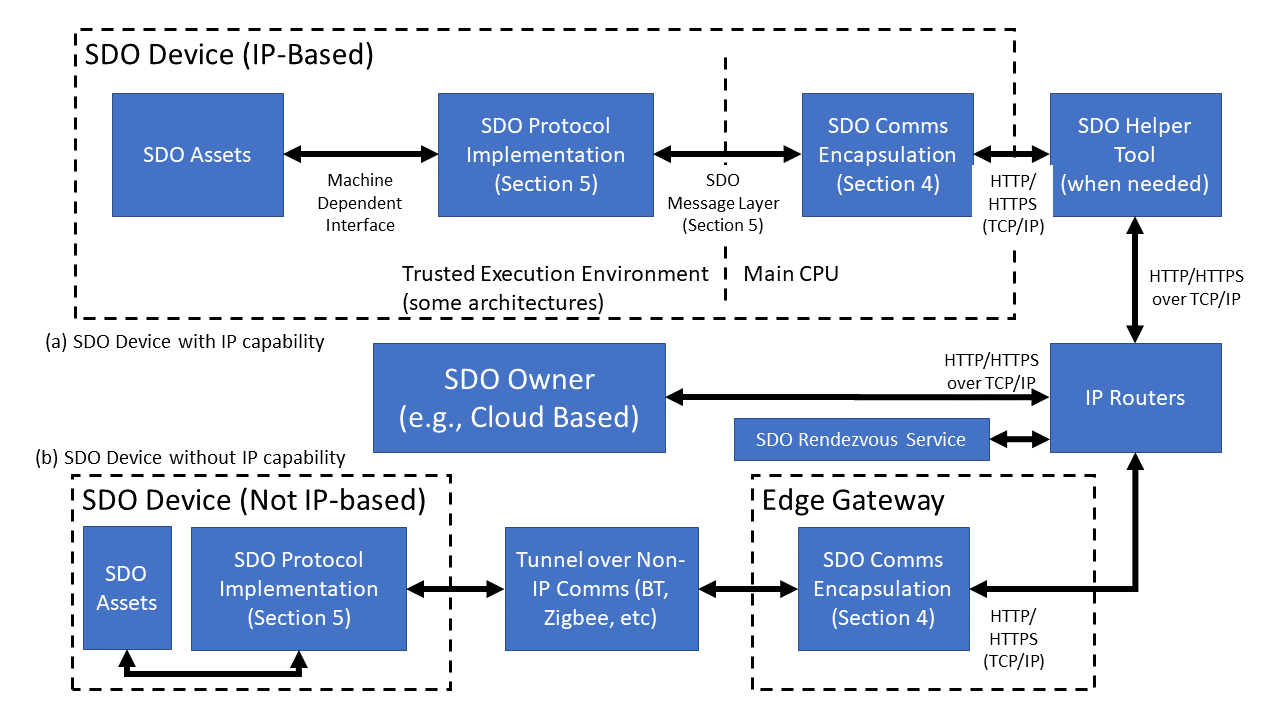 SDO Device (IP-Based)
SDO Assets
Machine
Dependent
Interface
SDO Protocol
Implementation
(Section 5)
SDO
Message Layer
(Section 5)
SDO Comms
Encapsulation
(Section 4)
HTTP/
HTTPS
(TCP/IP)
SDO Helper
Tool
(when needed)
Trusted Execution Environment
(some architectures)
Main CPU
HTTP/HTTPS
over TCP/IP
(a) SDO Device with IP capability
SDO Owner
(e.g., Cloud Based)
HTTP/HTTPS
over TCP/IP
IP Routers
SDO Rendezvous Service
(b) SDO Device without IP capability
SDO Device (Not IP-based)
SDO
Assets
SDO Protocol
Implementation
(Section 5)
Tunnel over Non-
IP Comms (BT,
Zigbee, etc)
Edge Gateway
SDO Comms
Encapsulation
(Section 4)
HTTP/
HTTPS
(TCP/IP)